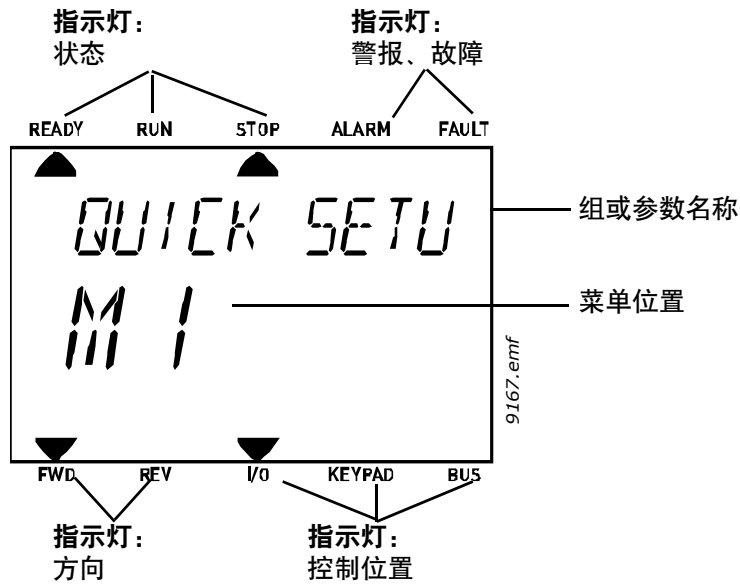 指示灯： 指示灯：
状态 警报、故障
READY RUN STOP ALARM FAULT
QUICK SETU
组或参数名称
M 1
菜单位置
9167.emf
FWD REV I/O KEYPAD BUS
指示灯： 指示灯：
方向 控制位置